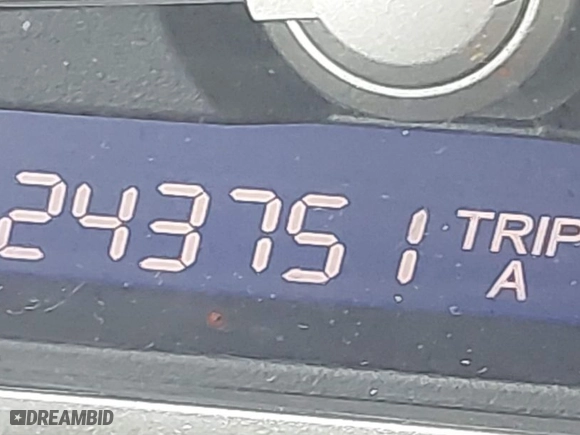 243751 TRIP
A
DREAMBID